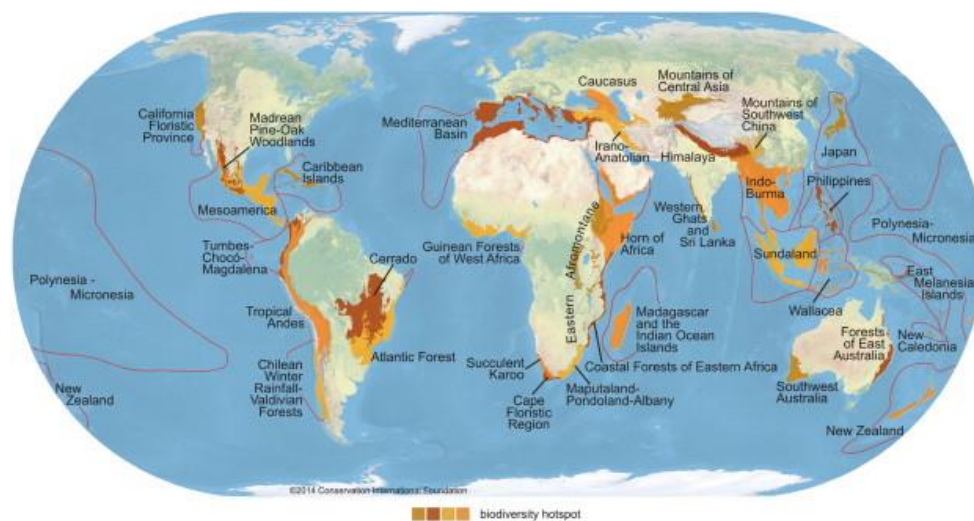 California
Floristic
Province
Madrean
Pine-Oak
Woodlands
Caribbean
Islands
Mesoamerica
Tumbes-
Chocó-
Magdalena
Polynesia -
Micronesia
Tropical
Andes
Cerrado
Atlantic Forest
Chilean
Winter
Rainfall-
Valdivian
Forests
New
Zealand
Mediterranean
Basin
Caucasus
Irano-
Anatolian
Mountains of
Central Asia
Mountains of
Southwest
China
Himalaya
Japan
Indo-
Burma
Philippines
Western
Ghats
and
Sri Lanka
Guinean Forests
of West Africa
Eastern Afromontane
Horn of
Africa
Sundaland
Wallacea
Polynesia-
Micronesia
East
Melanesia
Islands
Madagascar
and the
Indian Ocean
Islands
Coastal Forests of Eastern Africa
Succulent
Karoo
Cape
Floristic
Region
Maputaland-
Pondoland-Albany
Forests
of East
Australia
New
Caledonia
Southwest
Australia
New Zealand
©2014 Conservation International Foundation
biodiversity hotspot